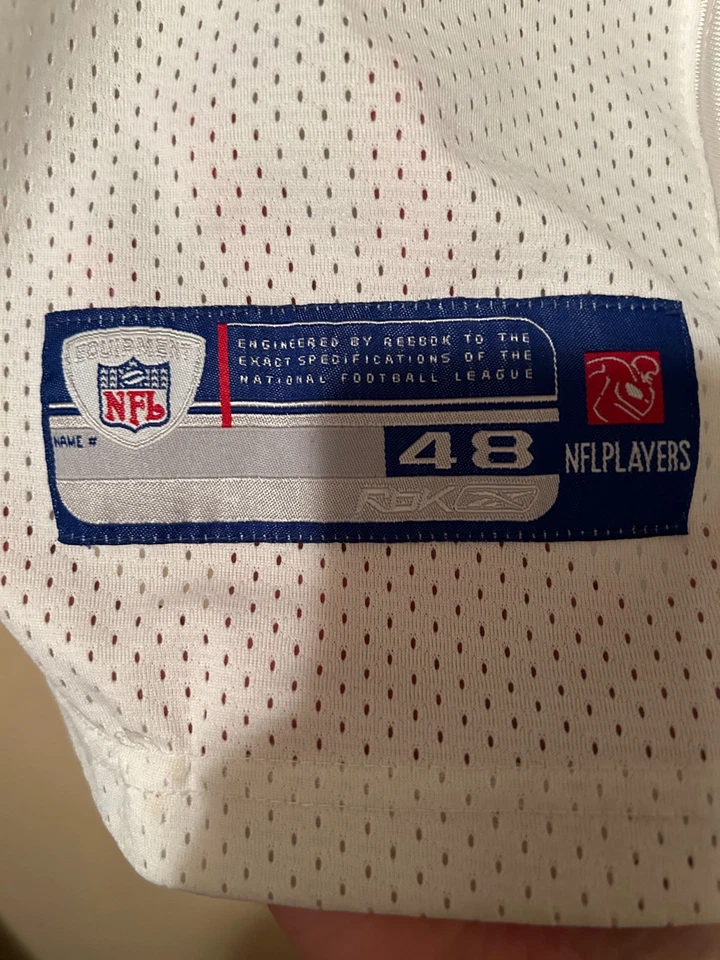 EQUIPMENT
NFL
ENGINEERED BY REEBOK TO THE
EXACT SPECIFICATIONS OF THE
NATIONAL FOOTBALL LEAGUE
NAME #
48
RBK
NFLPLAYERS